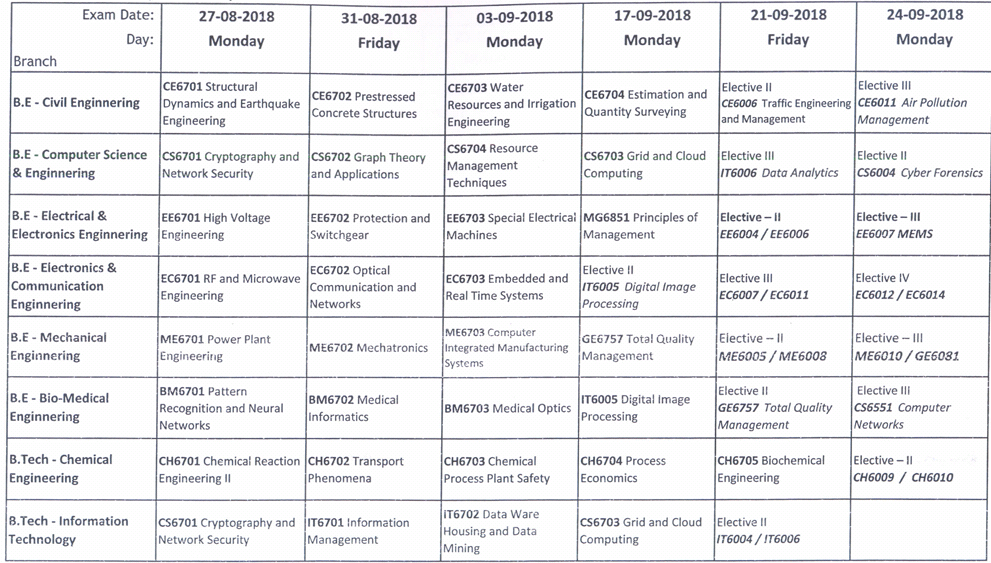 Exam Date: 27-08-2018 31-08-2018 03-09-2018 17-09-2018 21-09-2018 24-09-2018
Day: Monday Friday Monday Monday Friday Monday
Branch
B.E - Civil Enginnering
CE6701 Structural
Dynamics and Earthquake
Engineering
CE6702 Prestressed
Concrete Structures
CE6703 Water
Resources and Irrigation
Engineering
CE6704 Estimation and
Quantity Surveying
Elective II
CE6006 Traffic Engineering
and Management
Elective III
CE6011 Air Pollution
Management
B.E - Computer Science
& Enginnering
CS6701 Cryptography and
Network Security
CS6702 Graph Theory
and Applications
CS6704 Resource
Management
Techniques
CS6703 Grid and Cloud
Computing
Elective III
IT6006 Data Analytics
Elective II
CS6004 Cyber Forensics
B.E - Electrical &
Electronics Enginnering
EE6701 High Voltage
Engineering
EE6702 Protection and
Switchgear
EE6703 Special Electrical
Machines
MG6851 Principles of
Management
Elective – II
EE6004 / EE6006
Elective – III
EE6007 MEMS
B.E - Electronics &
Communication
Enginnering
EC6701 RF and Microwave
Engineering
EC6702 Optical
Communication and
Networks
EC6703 Embedded and
Real Time Systems
Elective II
IT6005 Digital Image
Processing
Elective III
EC6007 / EC6011
Elective IV
EC6012 / EC6014
B.E - Mechanical
Enginnering
ME6701 Power Plant
Engineering
ME6702 Mechatronics
ME6703 Computer
Integrated Manufacturing
Systems
GE6757 Total Quality
Management
Elective – II
ME6005 / ME6008
Elective – III
ME6010 / GE6081
B.E - Bio-Medical
Enginnering
BM6701 Pattern
Recognition and Neural
Networks
BM6702 Medical
Informatics
BM6703 Medical Optics
IT6005 Digital Image
Processing
Elective II
GE6757 Total Quality
Management
Elective III
CS6551 Computer
Networks
B.Tech - Chemical
Engineering
CH6701 Chemical Reaction
Engineering II
CH6702 Transport
Phenomena
CH6703 Chemical
Process Plant Safety
CH6704 Process
Economics
CH6705 Biochemical
Engineering
Elective – II
CH6009 / CH6010
B.Tech - Information
Technology
CS6701 Cryptography and
Network Security
IT6701 Information
Management
IT6702 Data Ware
Housing and Data
Mining
CS6703 Grid and Cloud
Computing
Elective II
IT6004 / IT6006